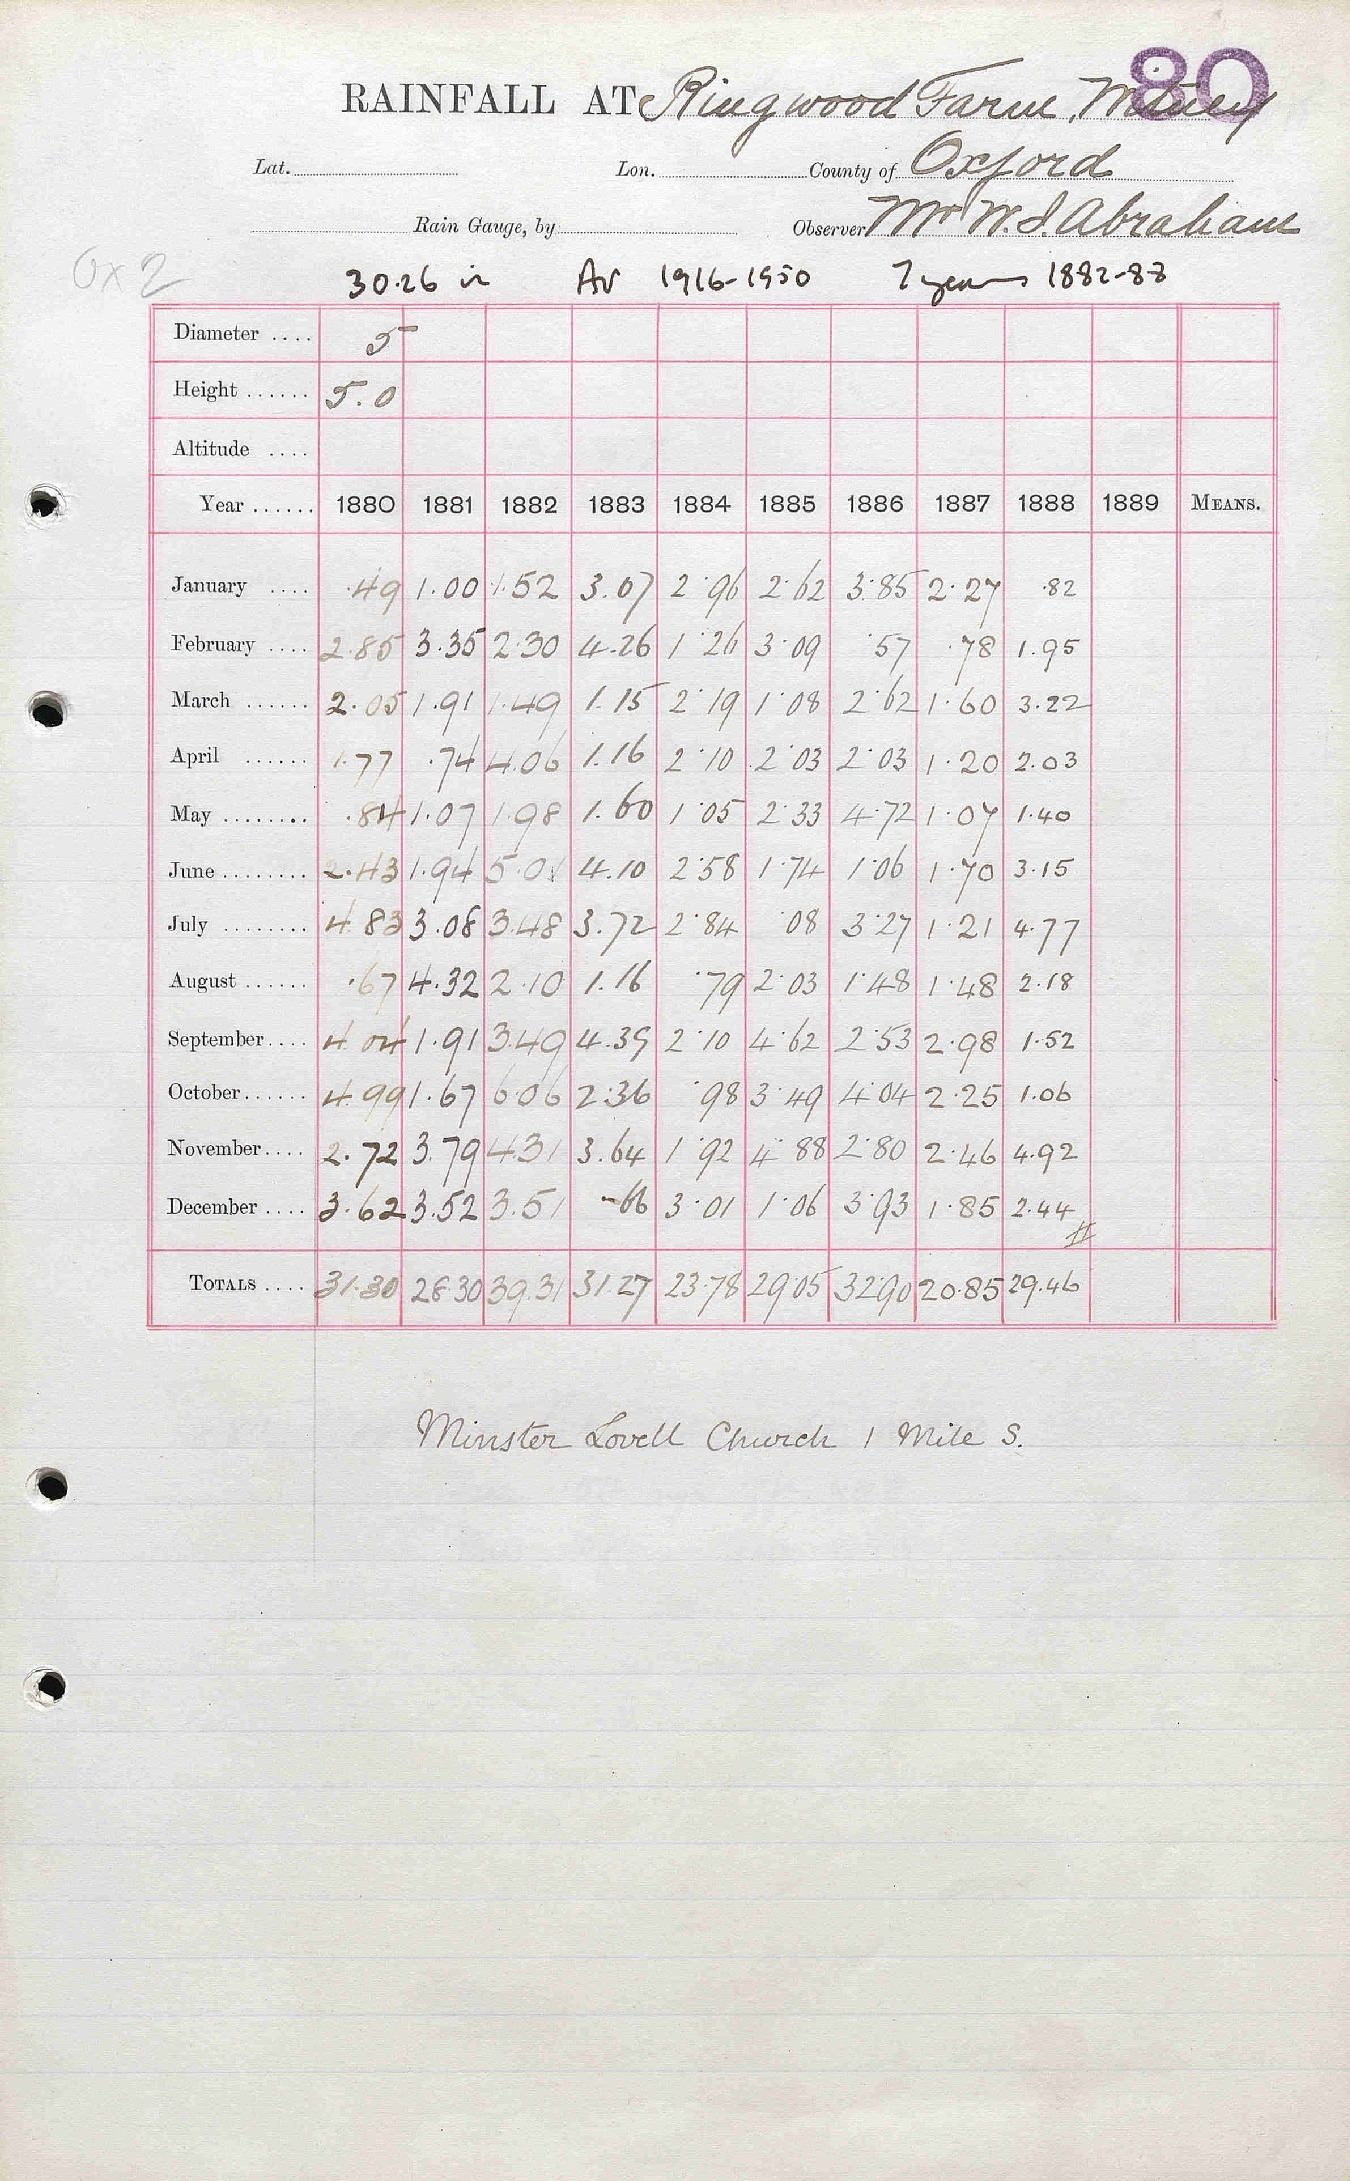 80
RAINFALL AT Ringwood Farm, Witney
Lat. Lon. County of Oxford
Rain Gauge, by Observer Mr W. J. Abraham
Ox 2
30.26 in Av 1916-1950 7 years 1882-88
Diameter .... 5
Height ...... 5.0
Altitude ....
Year ...... 1880 1881 1882 1883 1884 1885 1886 1887 1888 1889 MEANS.
January .... .49 1.00 1.52 3.07 2.96 2.62 3.85 2.27 .82
February .... 2.85 3.35 2.30 4.26 1.26 3.09 .57 .78 1.95
March ...... 2.05 1.91 1.49 1.15 2.19 1.08 2.62 1.60 3.22
April ...... 1.77 .74 4.06 1.16 2.10 2.03 2.03 1.20 2.03
May ........ .84 1.07 1.98 1.60 1.05 2.33 4.72 1.07 1.40
June ........ 2.43 1.94 5.01 4.10 2.58 1.74 1.06 1.70 3.15
July ........ 4.83 3.08 3.48 3.72 2.84 .08 3.27 1.21 4.77
August ...... .67 4.32 2.10 1.16 .79 2.03 1.48 1.48 2.18
September.... 4.04 1.91 3.49 4.39 2.10 4.62 2.53 2.98 1.52
October...... 4.99 1.67 6.06 2.36 .98 3.49 4.04 2.25 1.06
November.... 2.72 3.79 4.31 3.64 1.92 4.88 2.80 2.46 4.92
December .... 3.62 3.52 3.51 .66 3.01 1.06 3.93 1.85 2.44
TOTALS .... 31.30 28.30 39.31 31.27 23.78 29.05 32.90 20.85 29.46
Minster Lovell Church 1 Mile S.